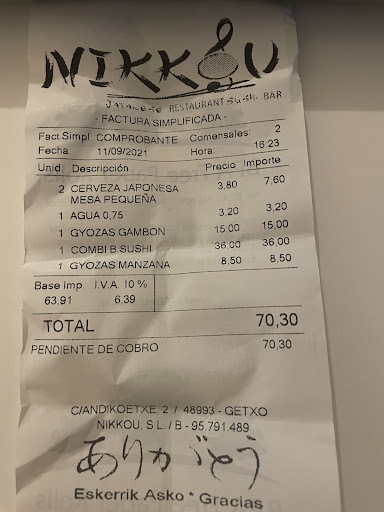 NIKKOU
JAPANESE RESTAURANT SUSHI BAR
- FACTURA SIMPLIFICADA -
Fact Simpl COMPROBANTE Comensales: 2
Fecha: 11/09/2021 Hora 16:23
Unid. Descripción Precio Importe
2 CERVEZA JAPONESA 3,80 7,60
MESA PEQUEÑA
1 AGUA 0,75 3,20 3,20
1 GYOZAS GAMBON 15,00 15,00
1 COMBI B SUSHI 36,00 36,00
1 GYOZAS MANZANA 8,50 8,50
Base Imp. I.V.A. 10 %
63,91 6,39
TOTAL 70,30
PENDIENTE DE COBRO 70,30
C/ANDIKOETXE, 2 / 48993 - GETXO
NIKKOU, S.L. / B - 95.791.489
ありがとう
Eskerrik Asko * Gracias